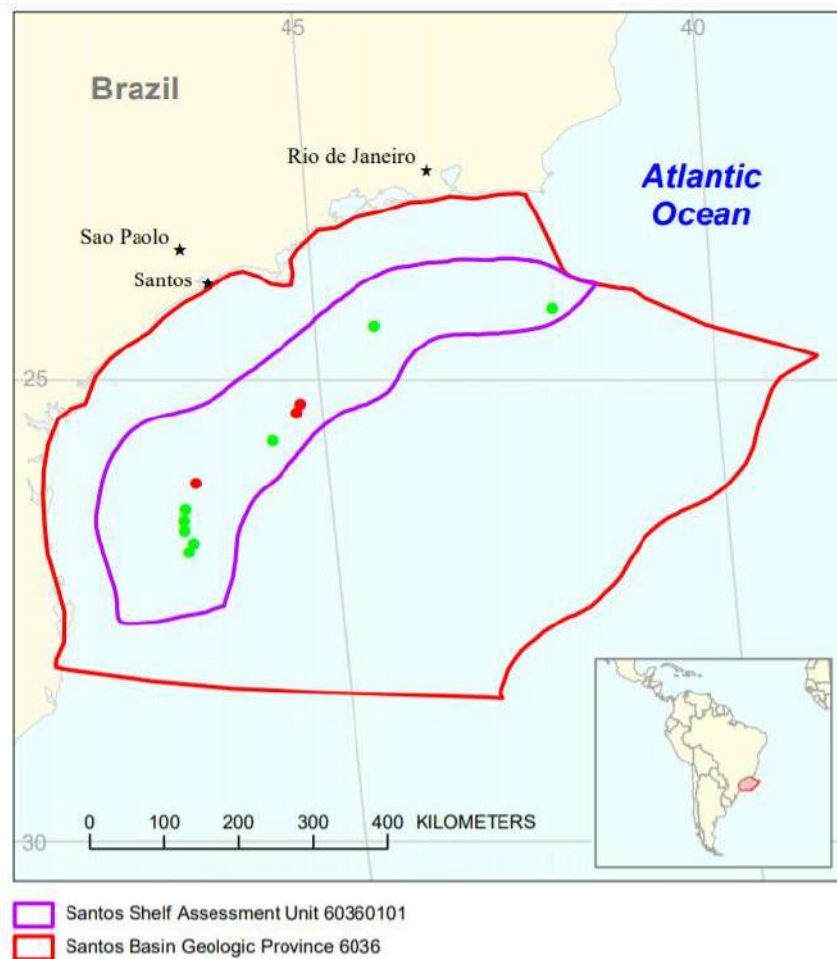 45
40
Brazil
Rio de Janeiro
Atlantic
Ocean
Sao Paolo
Santos
25
30
0 100 200 300 400 KILOMETERS
Santos Shelf Assessment Unit 60360101
Santos Basin Geologic Province 6036